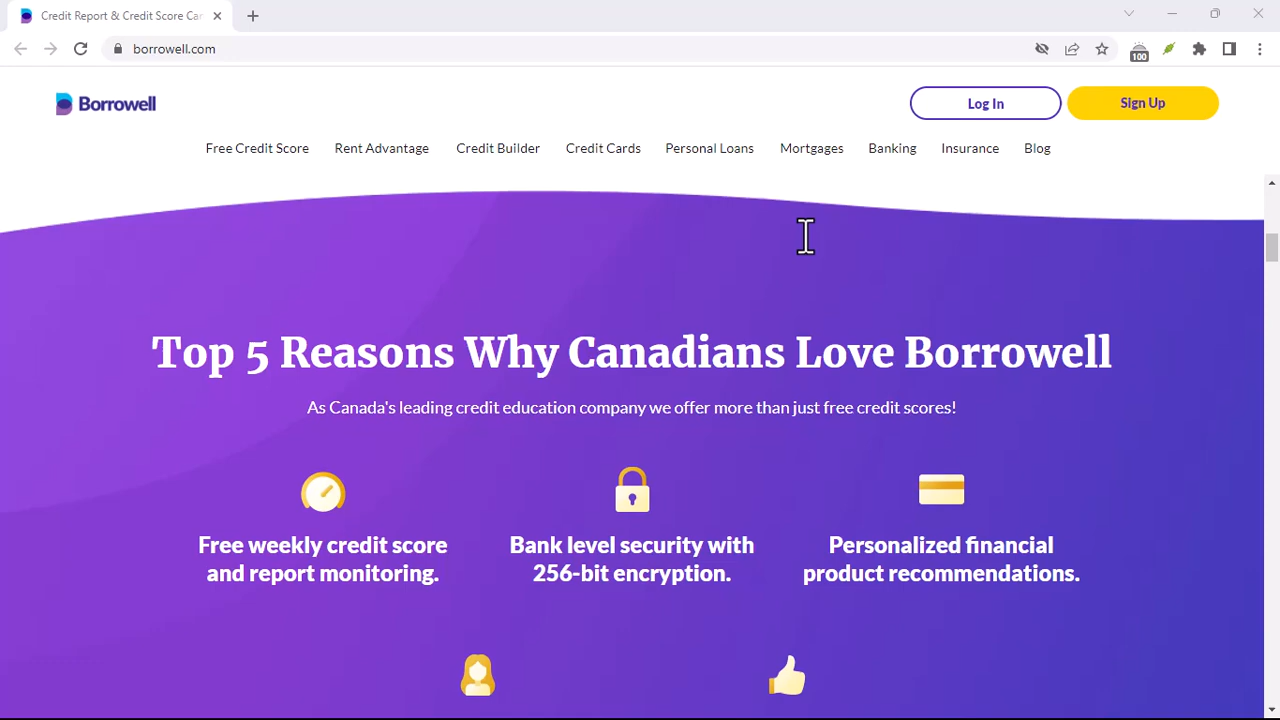 Credit Report & Credit Score Car
borrowell.com
100
Borrowell
Log In
Sign Up
Free Credit Score
Rent Advantage
Credit Builder
Credit Cards
Personal Loans
Mortgages
Banking
Insurance
Blog
Top 5 Reasons Why Canadians Love Borrowell
As Canada's leading credit education company we offer more than just free credit scores!
Free weekly credit score
and report monitoring.
Bank level security with
256-bit encryption.
Personalized financial
product recommendations.